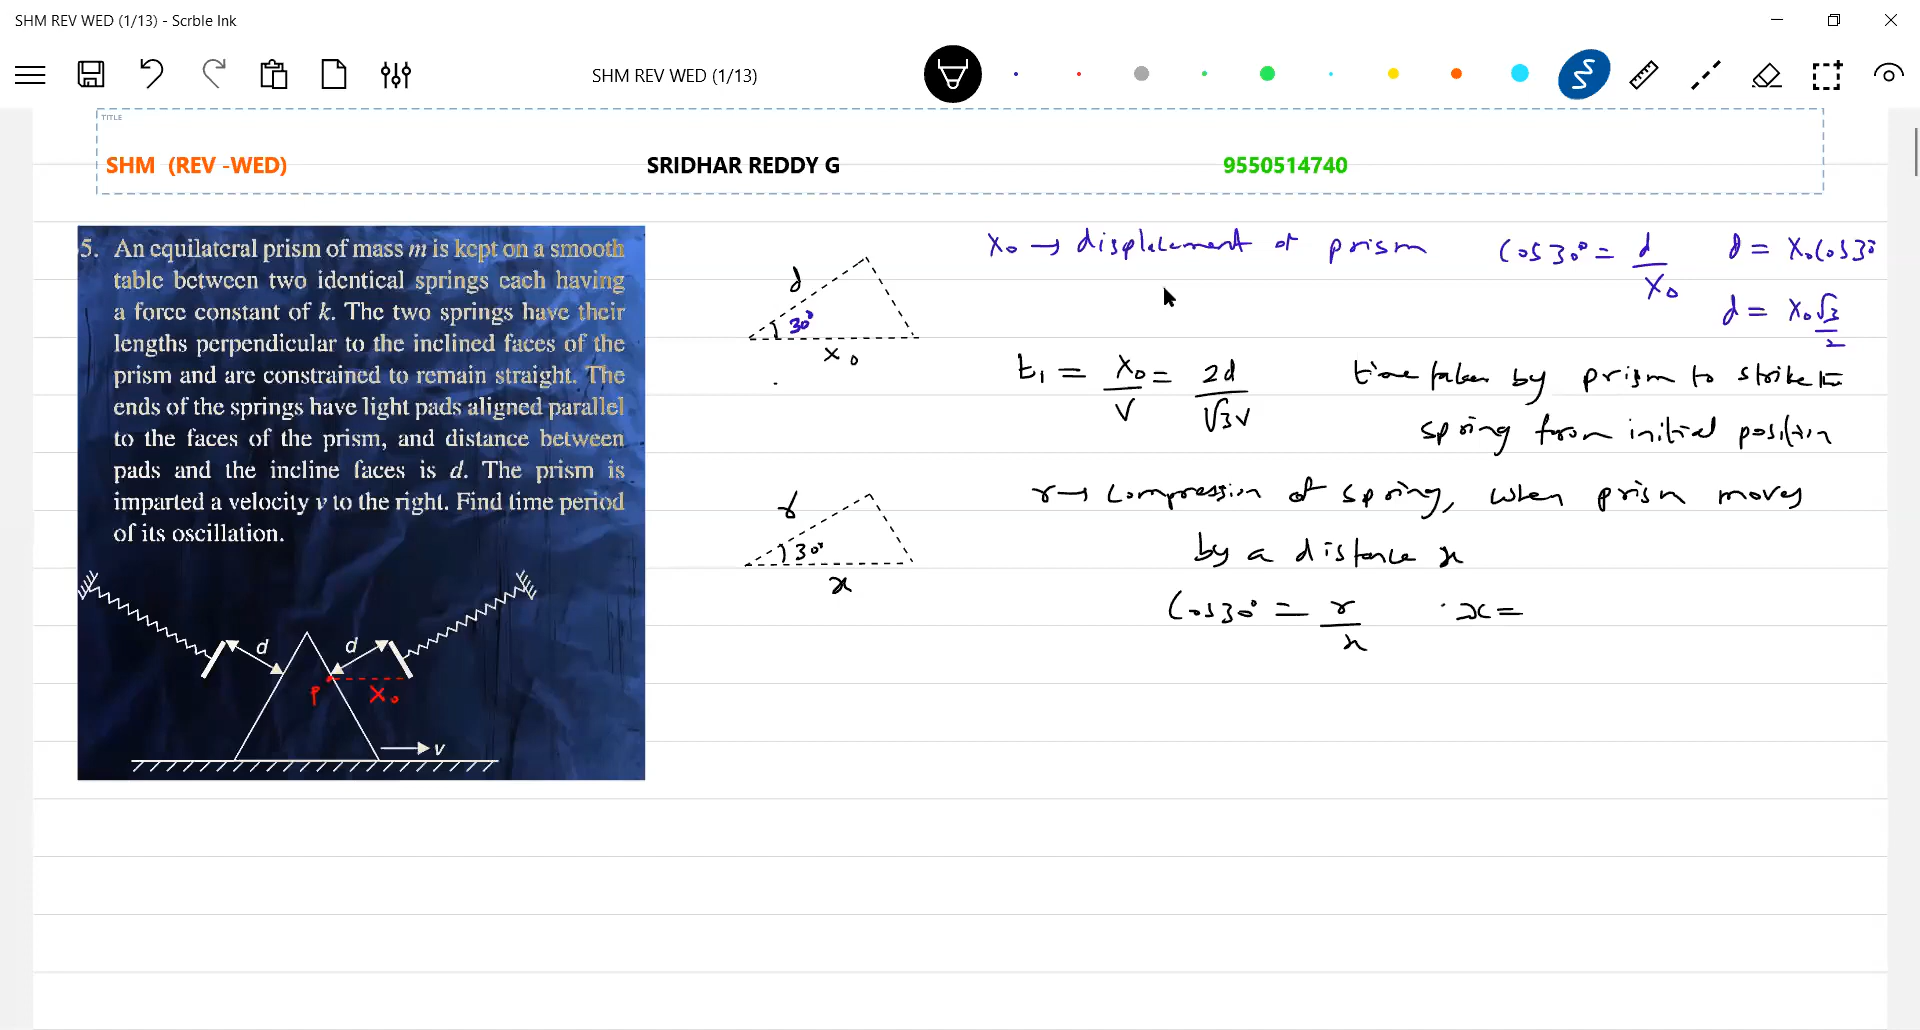 SHM REV WED (1/13) - Scrble Ink
SHM REV WED (1/13)
TITLE
SHM (REV -WED) SRIDHAR REDDY G 9550514740
5. An equilateral prism of mass m is kept on a smooth
table between two identical springs each having
a force constant of k. The two springs have their
lengths perpendicular to the inclined faces of the
prism and are constrained to remain straight. The
ends of the springs have light pads aligned parallel
to the faces of the prism, and distance between
pads and the incline faces is d. The prism is
imparted a velocity v to the right. Find time period
of its oscillation.
d d
P x₀
v
d
30°
x₀
x₀ → displacement of prism cos30° = d/x₀ d = x₀cos30
d = x₀√3/2
t₁ = x₀/v = 2d/√3v time taken by prism to strike the
spring from initial position
r
30°
x
r → compression of spring, when prism moves
by a distance x
cos30° = r/x x =